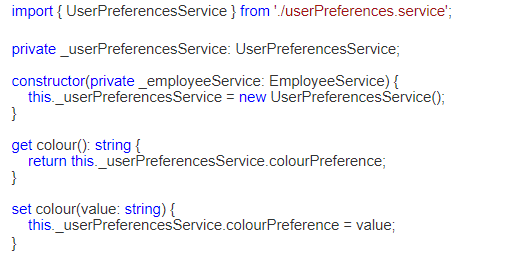 import { UserPreferencesService } from './userPreferences.service';
private _userPreferencesService: UserPreferencesService;
constructor(private _employeeService: EmployeeService) {
this._userPreferencesService = new UserPreferencesService();
}
get colour(): string {
return this._userPreferencesService.colourPreference;
}
set colour(value: string) {
this._userPreferencesService.colourPreference = value;
}